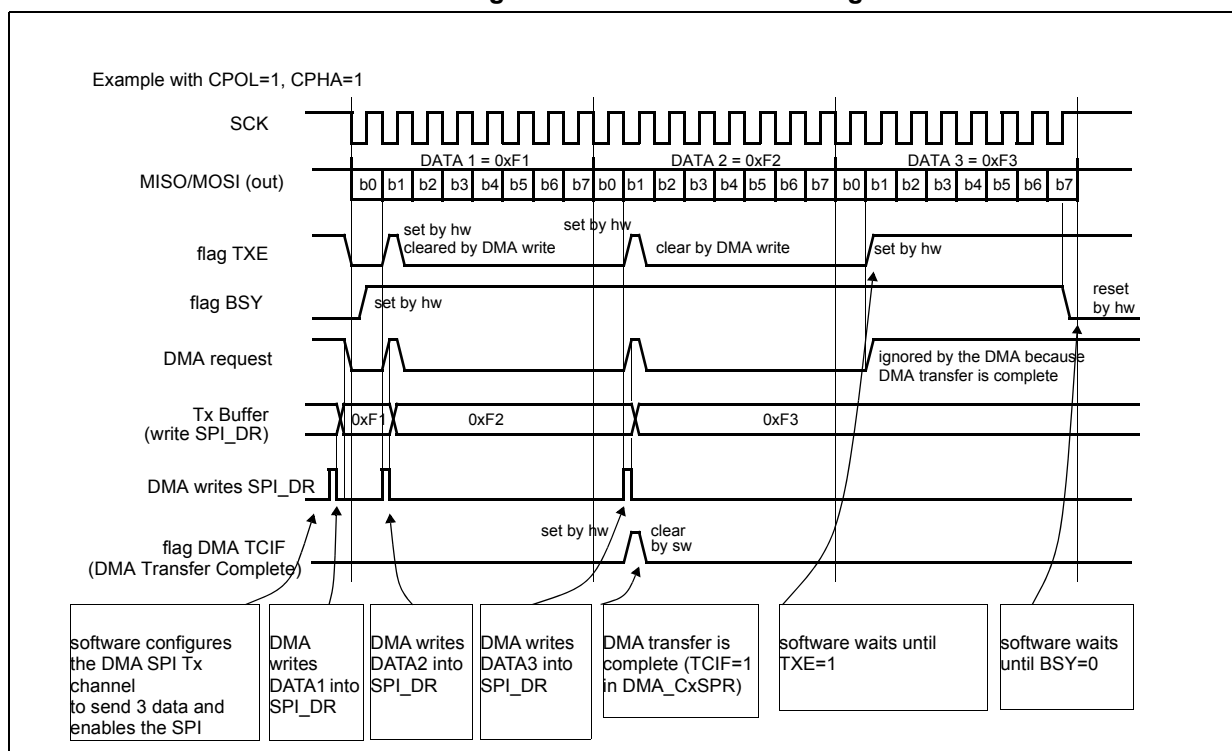 Example with CPOL=1, CPHA=1
SCK
DATA 1 = 0xF1
DATA 2 = 0xF2
DATA 3 = 0xF3
MISO/MOSI (out)
b0 b1 b2 b3 b4 b5 b6 b7 b0 b1 b2 b3 b4 b5 b6 b7 b0 b1 b2 b3 b4 b5 b6 b7
flag TXE
set by hw
cleared by DMA write
set by hw
clear by DMA write
set by hw
flag BSY
set by hw
reset
by hw
DMA request
ignored by the DMA because
DMA transfer is complete
Tx Buffer
(write SPI_DR)
0xF1
0xF2
0xF3
DMA writes SPI_DR
flag DMA TCIF
(DMA Transfer Complete)
set by hw
clear
by sw
software configures
the DMA SPI Tx
channel
to send 3 data and
enables the SPI
DMA
writes
DATA1 into
SPI_DR
DMA writes
DATA2 into
SPI_DR
DMA writes
DATA3 into
SPI_DR
DMA transfer is
complete (TCIF=1
in DMA_CxSPR)
software waits until
TXE=1
software waits
until BSY=0